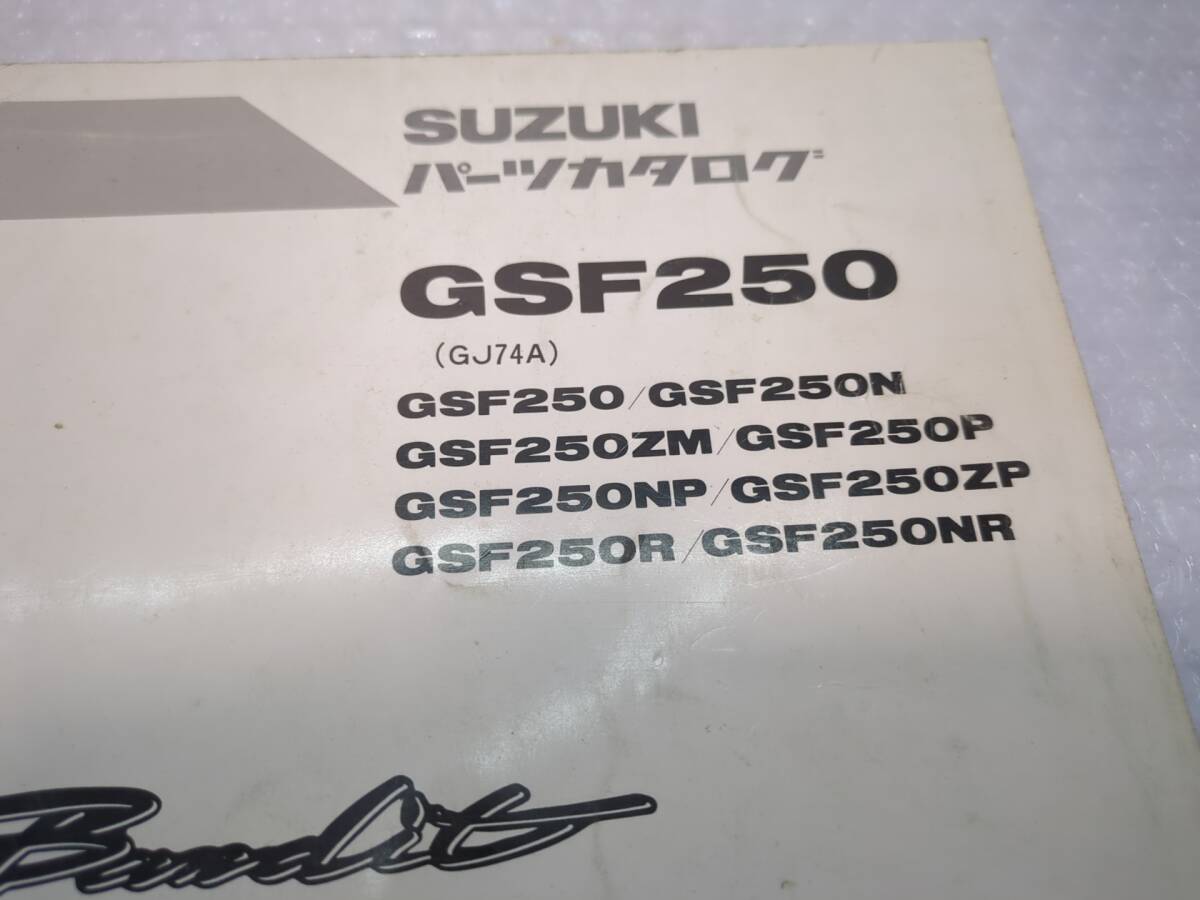 SUZUKI
パーツカタログ
GSF250
(GJ74A)
GSF250/GSF250N
GSF250ZM/GSF250P
GSF250NP/GSF250ZP
GSF250R/GSF250NR
Bandit